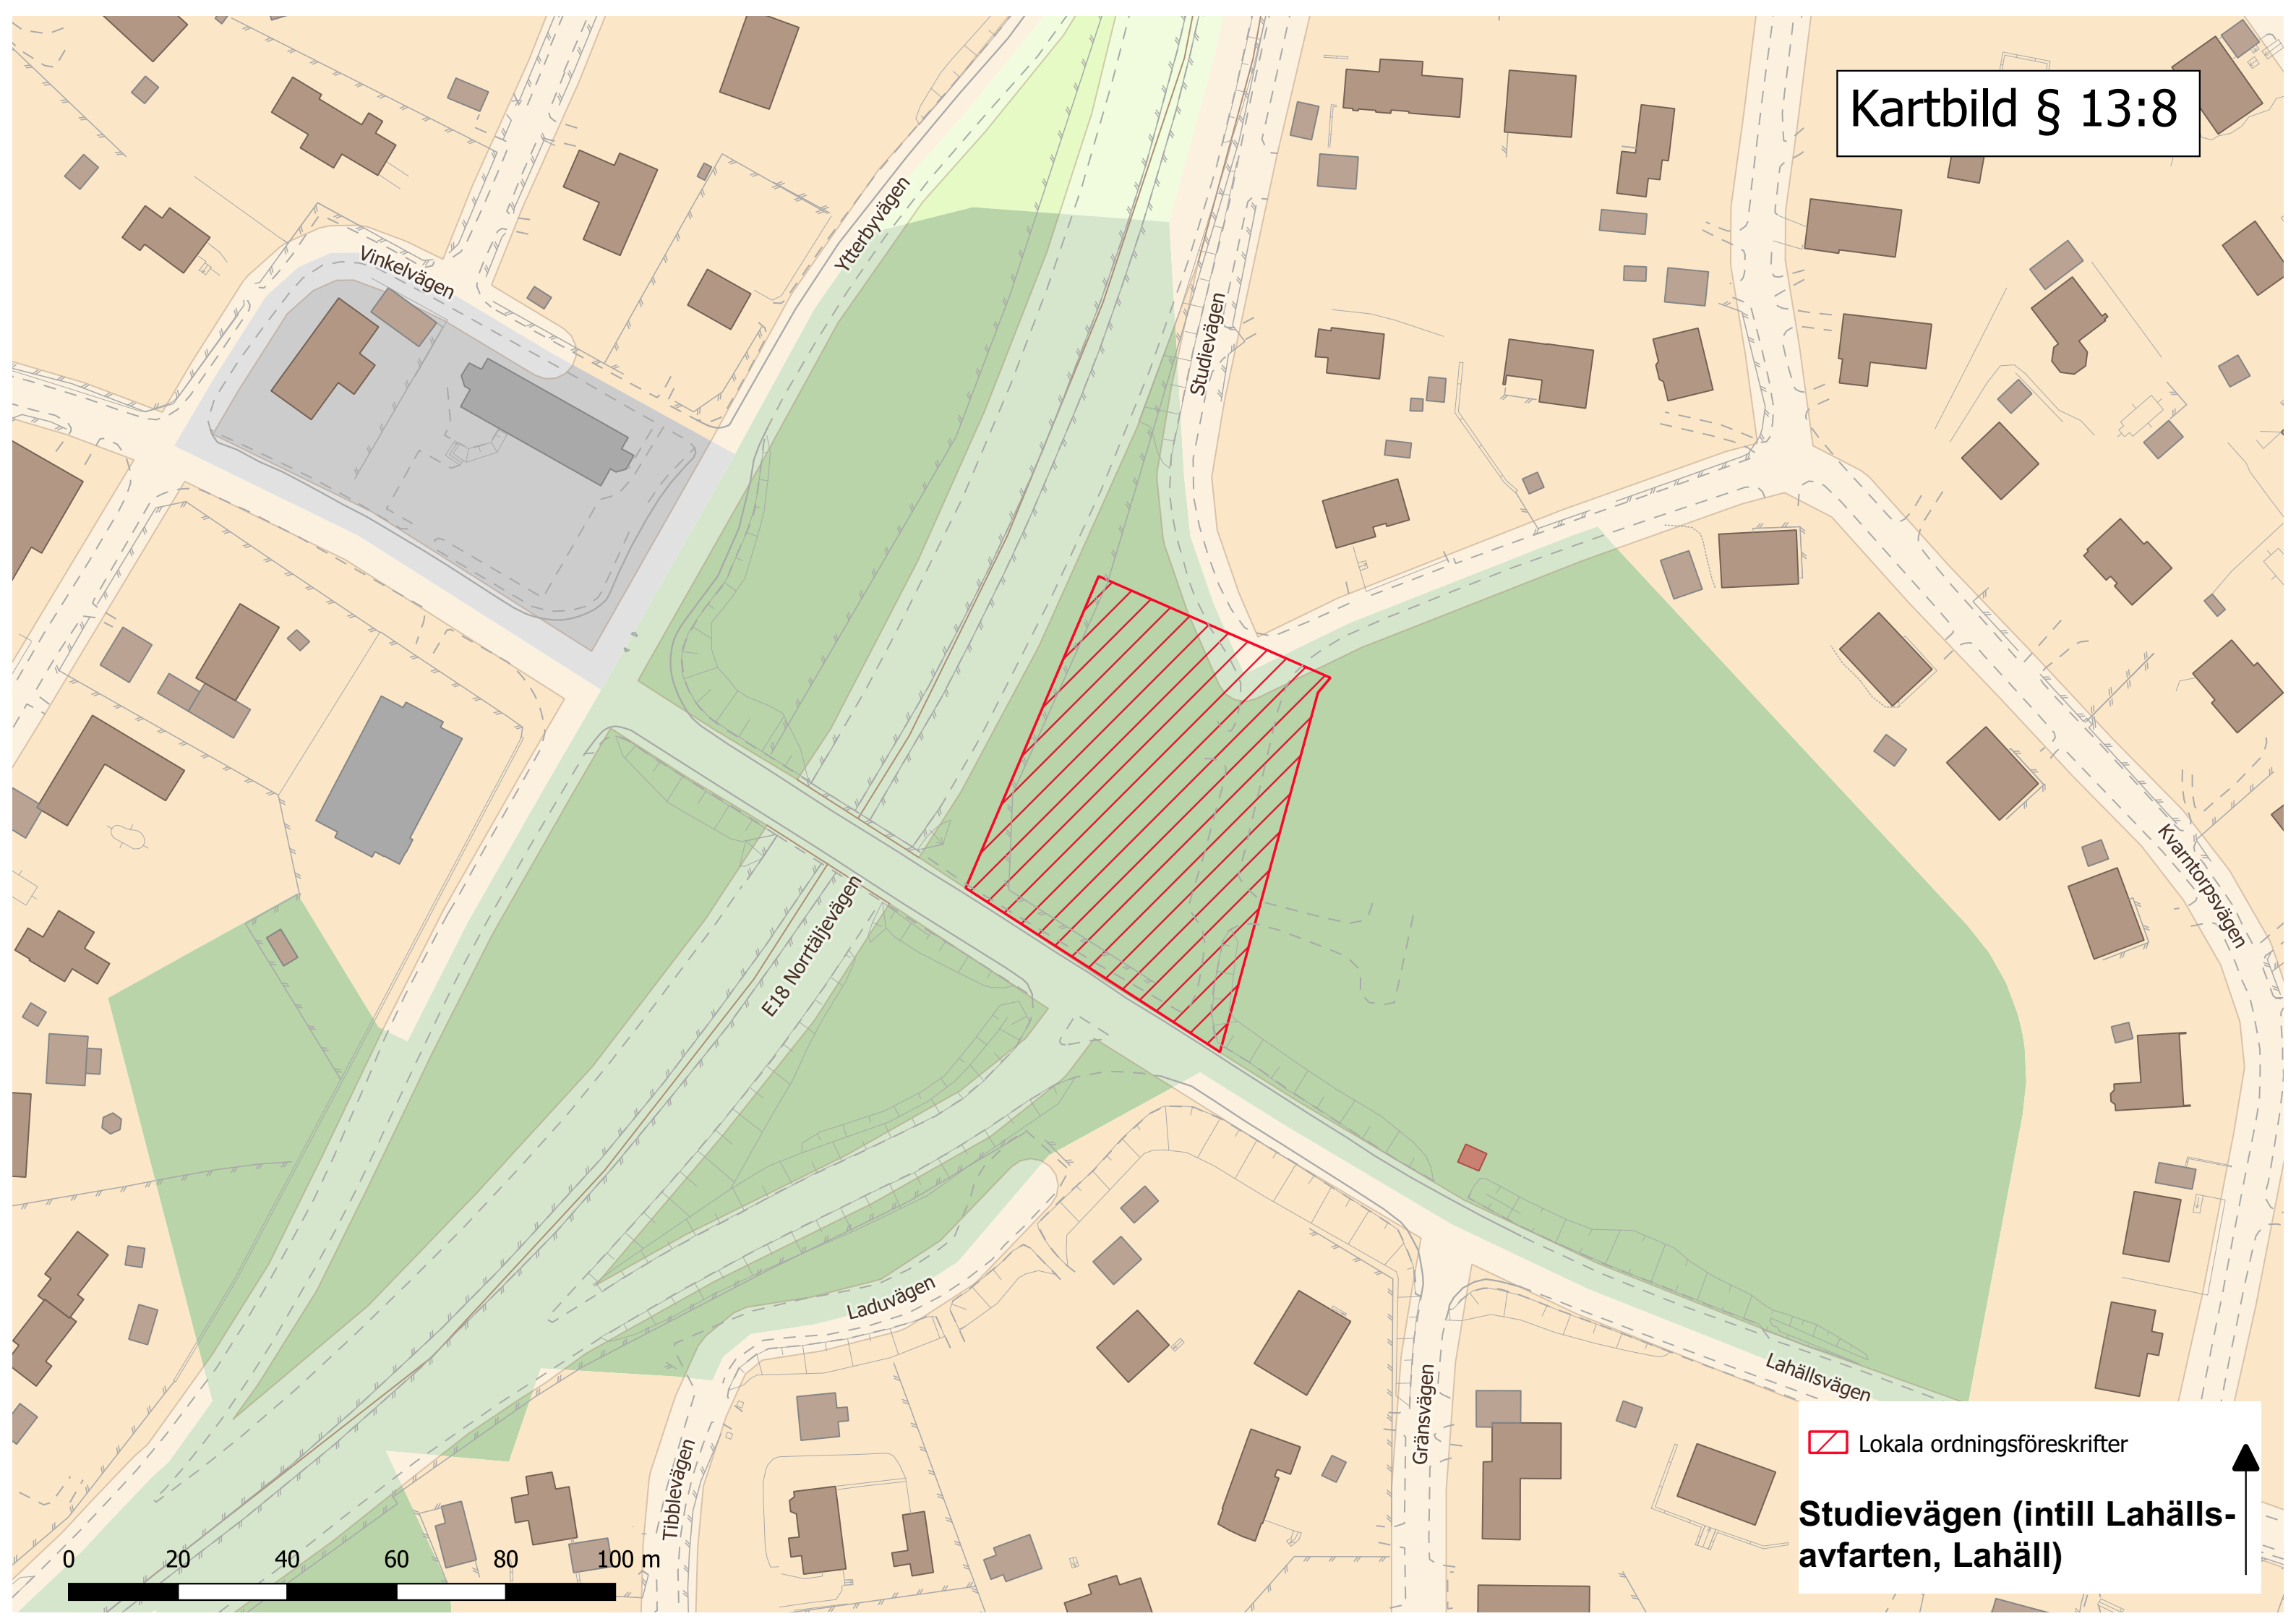 Kartbild § 13:8
Vinkelvägen
Ytterbyvägen
Studievägen
Kvarntorpsvägen
E18 Norrtäljevägen
Laduvägen
Lahällsvägen
Gränsvägen
Tibblevägen
Lokala ordningsföreskrifter
Studievägen (intill Lahälls-
avfarten, Lahäll)
0 20 40 60 80 100 m